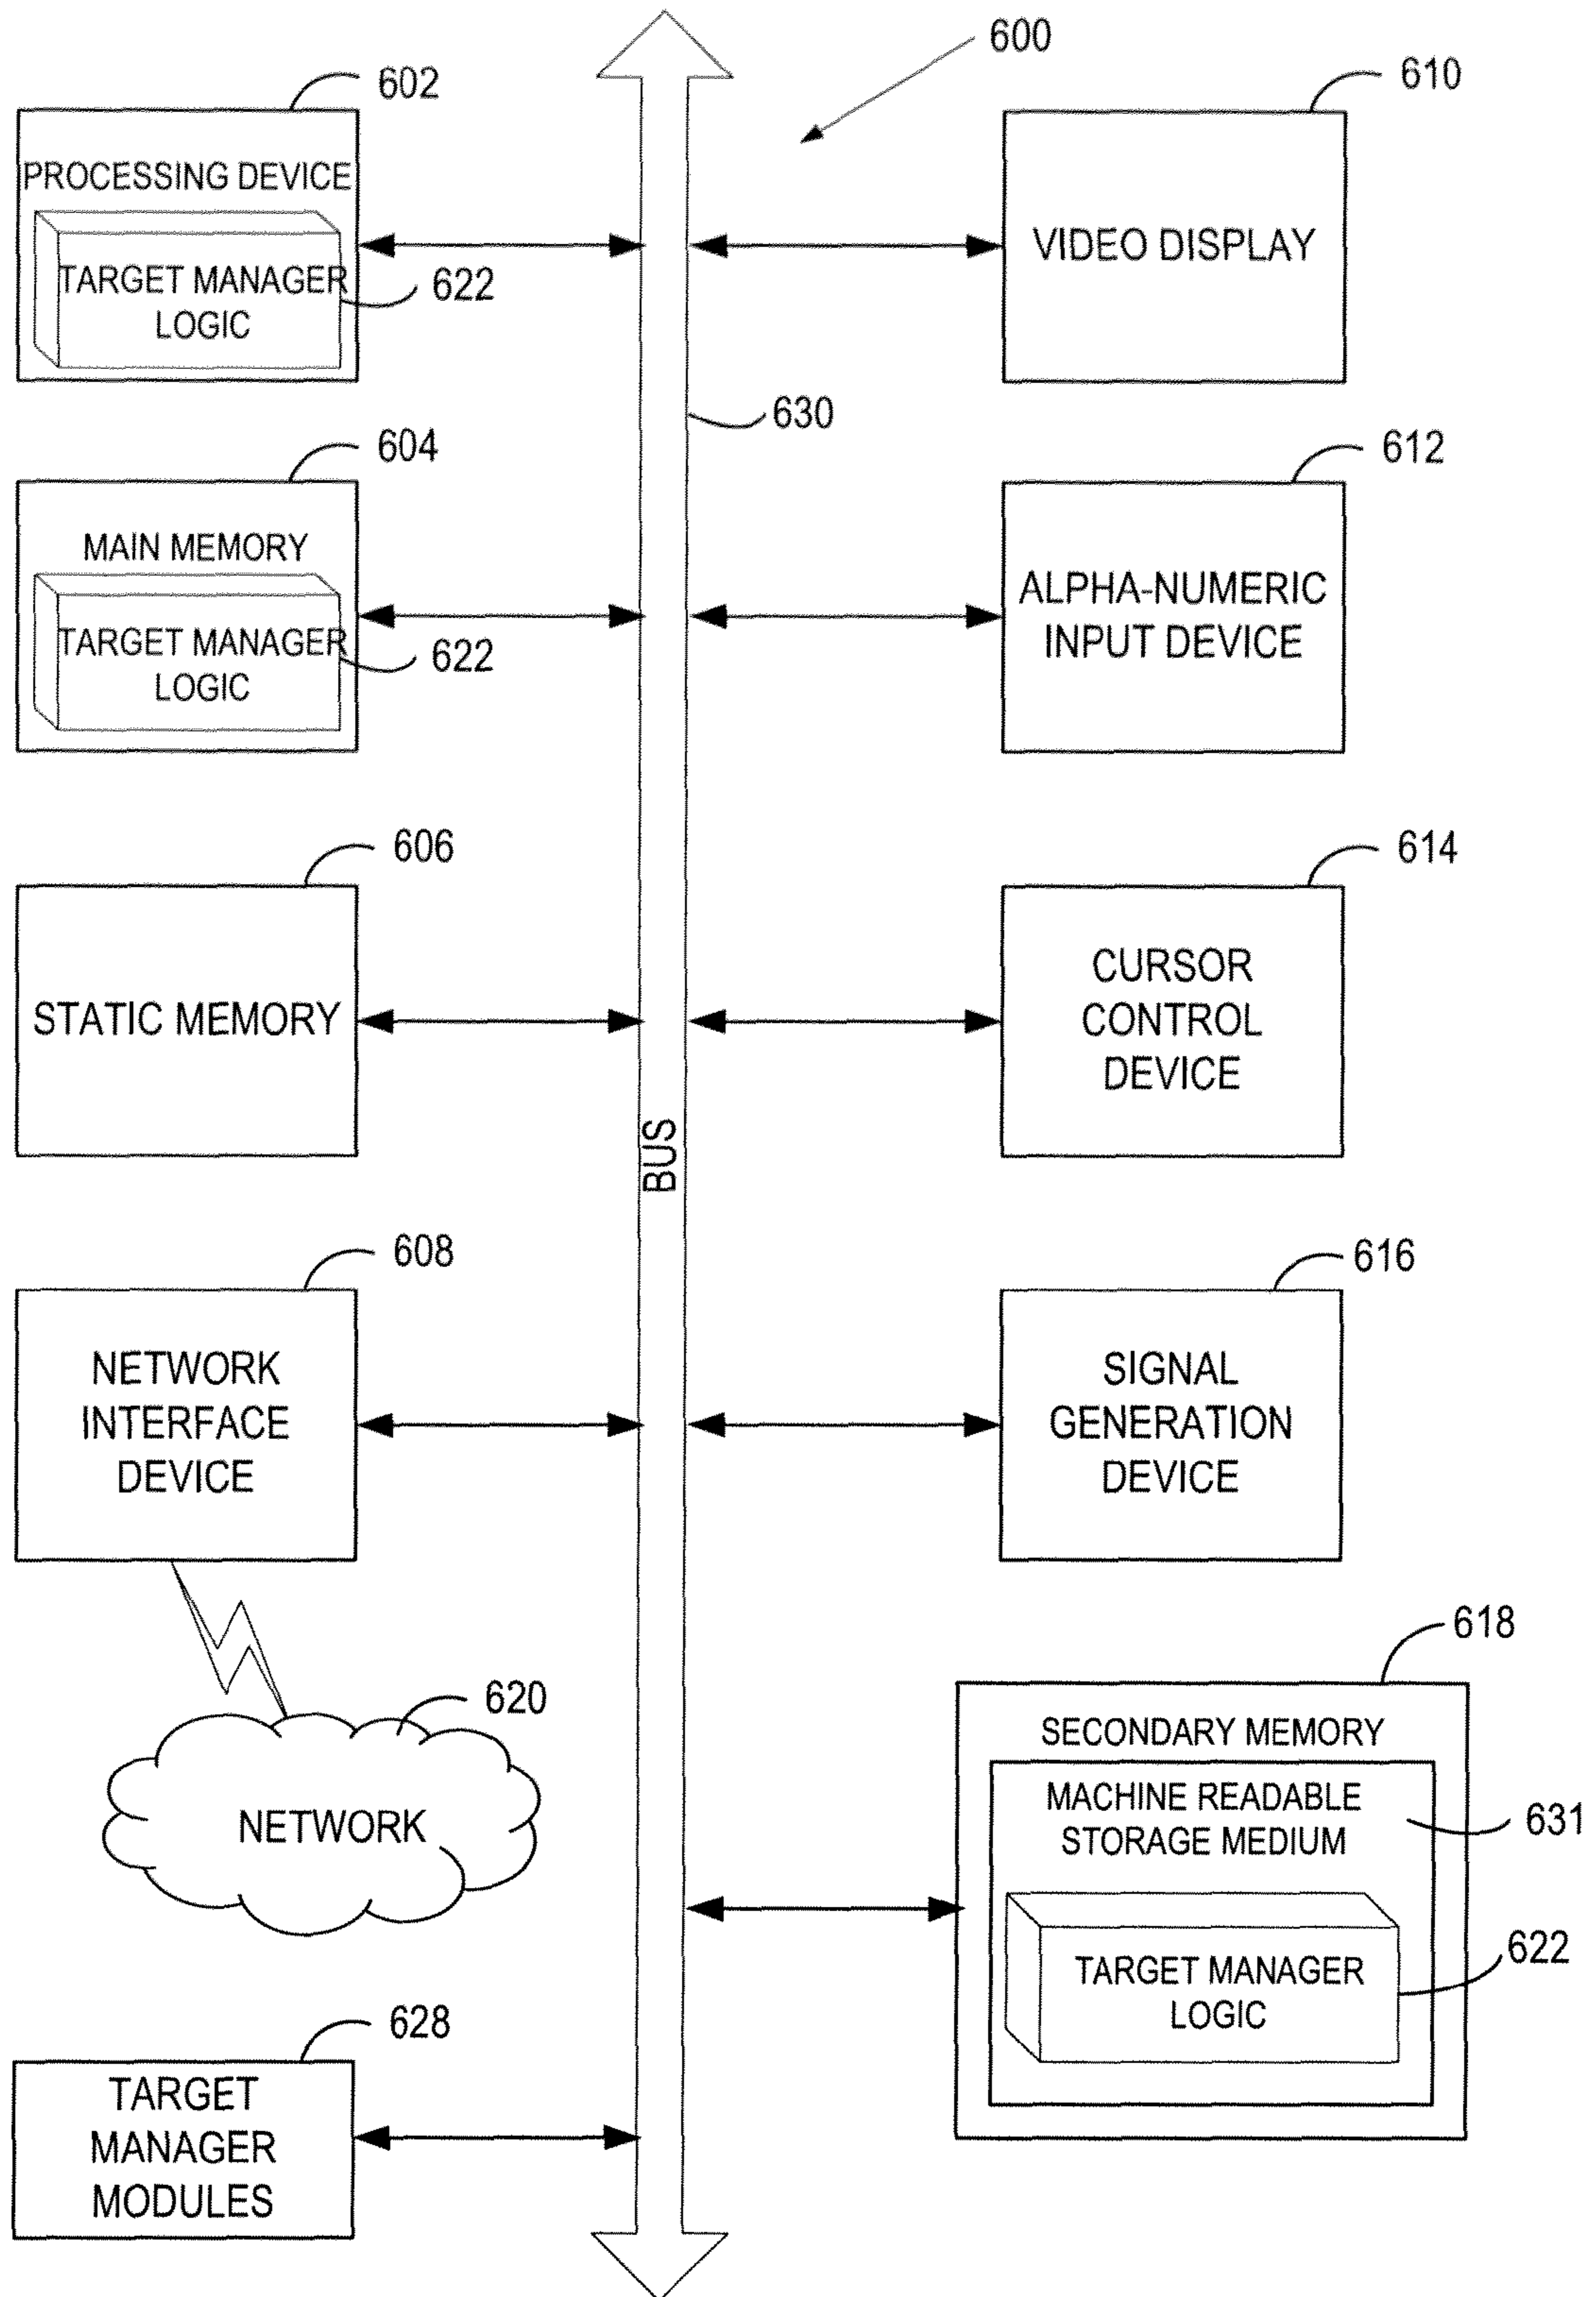 600
602
PROCESSING DEVICE
TARGET MANAGER
LOGIC
622
610
VIDEO DISPLAY
630
604
MAIN MEMORY
TARGET MANAGER
LOGIC
622
612
ALPHA-NUMERIC
INPUT DEVICE
606
STATIC MEMORY
614
CURSOR
CONTROL
DEVICE
BUS
608
NETWORK
INTERFACE
DEVICE
616
SIGNAL
GENERATION
DEVICE
620
NETWORK
618
SECONDARY MEMORY
MACHINE READABLE
STORAGE MEDIUM
631
TARGET MANAGER
LOGIC
622
628
TARGET
MANAGER
MODULES